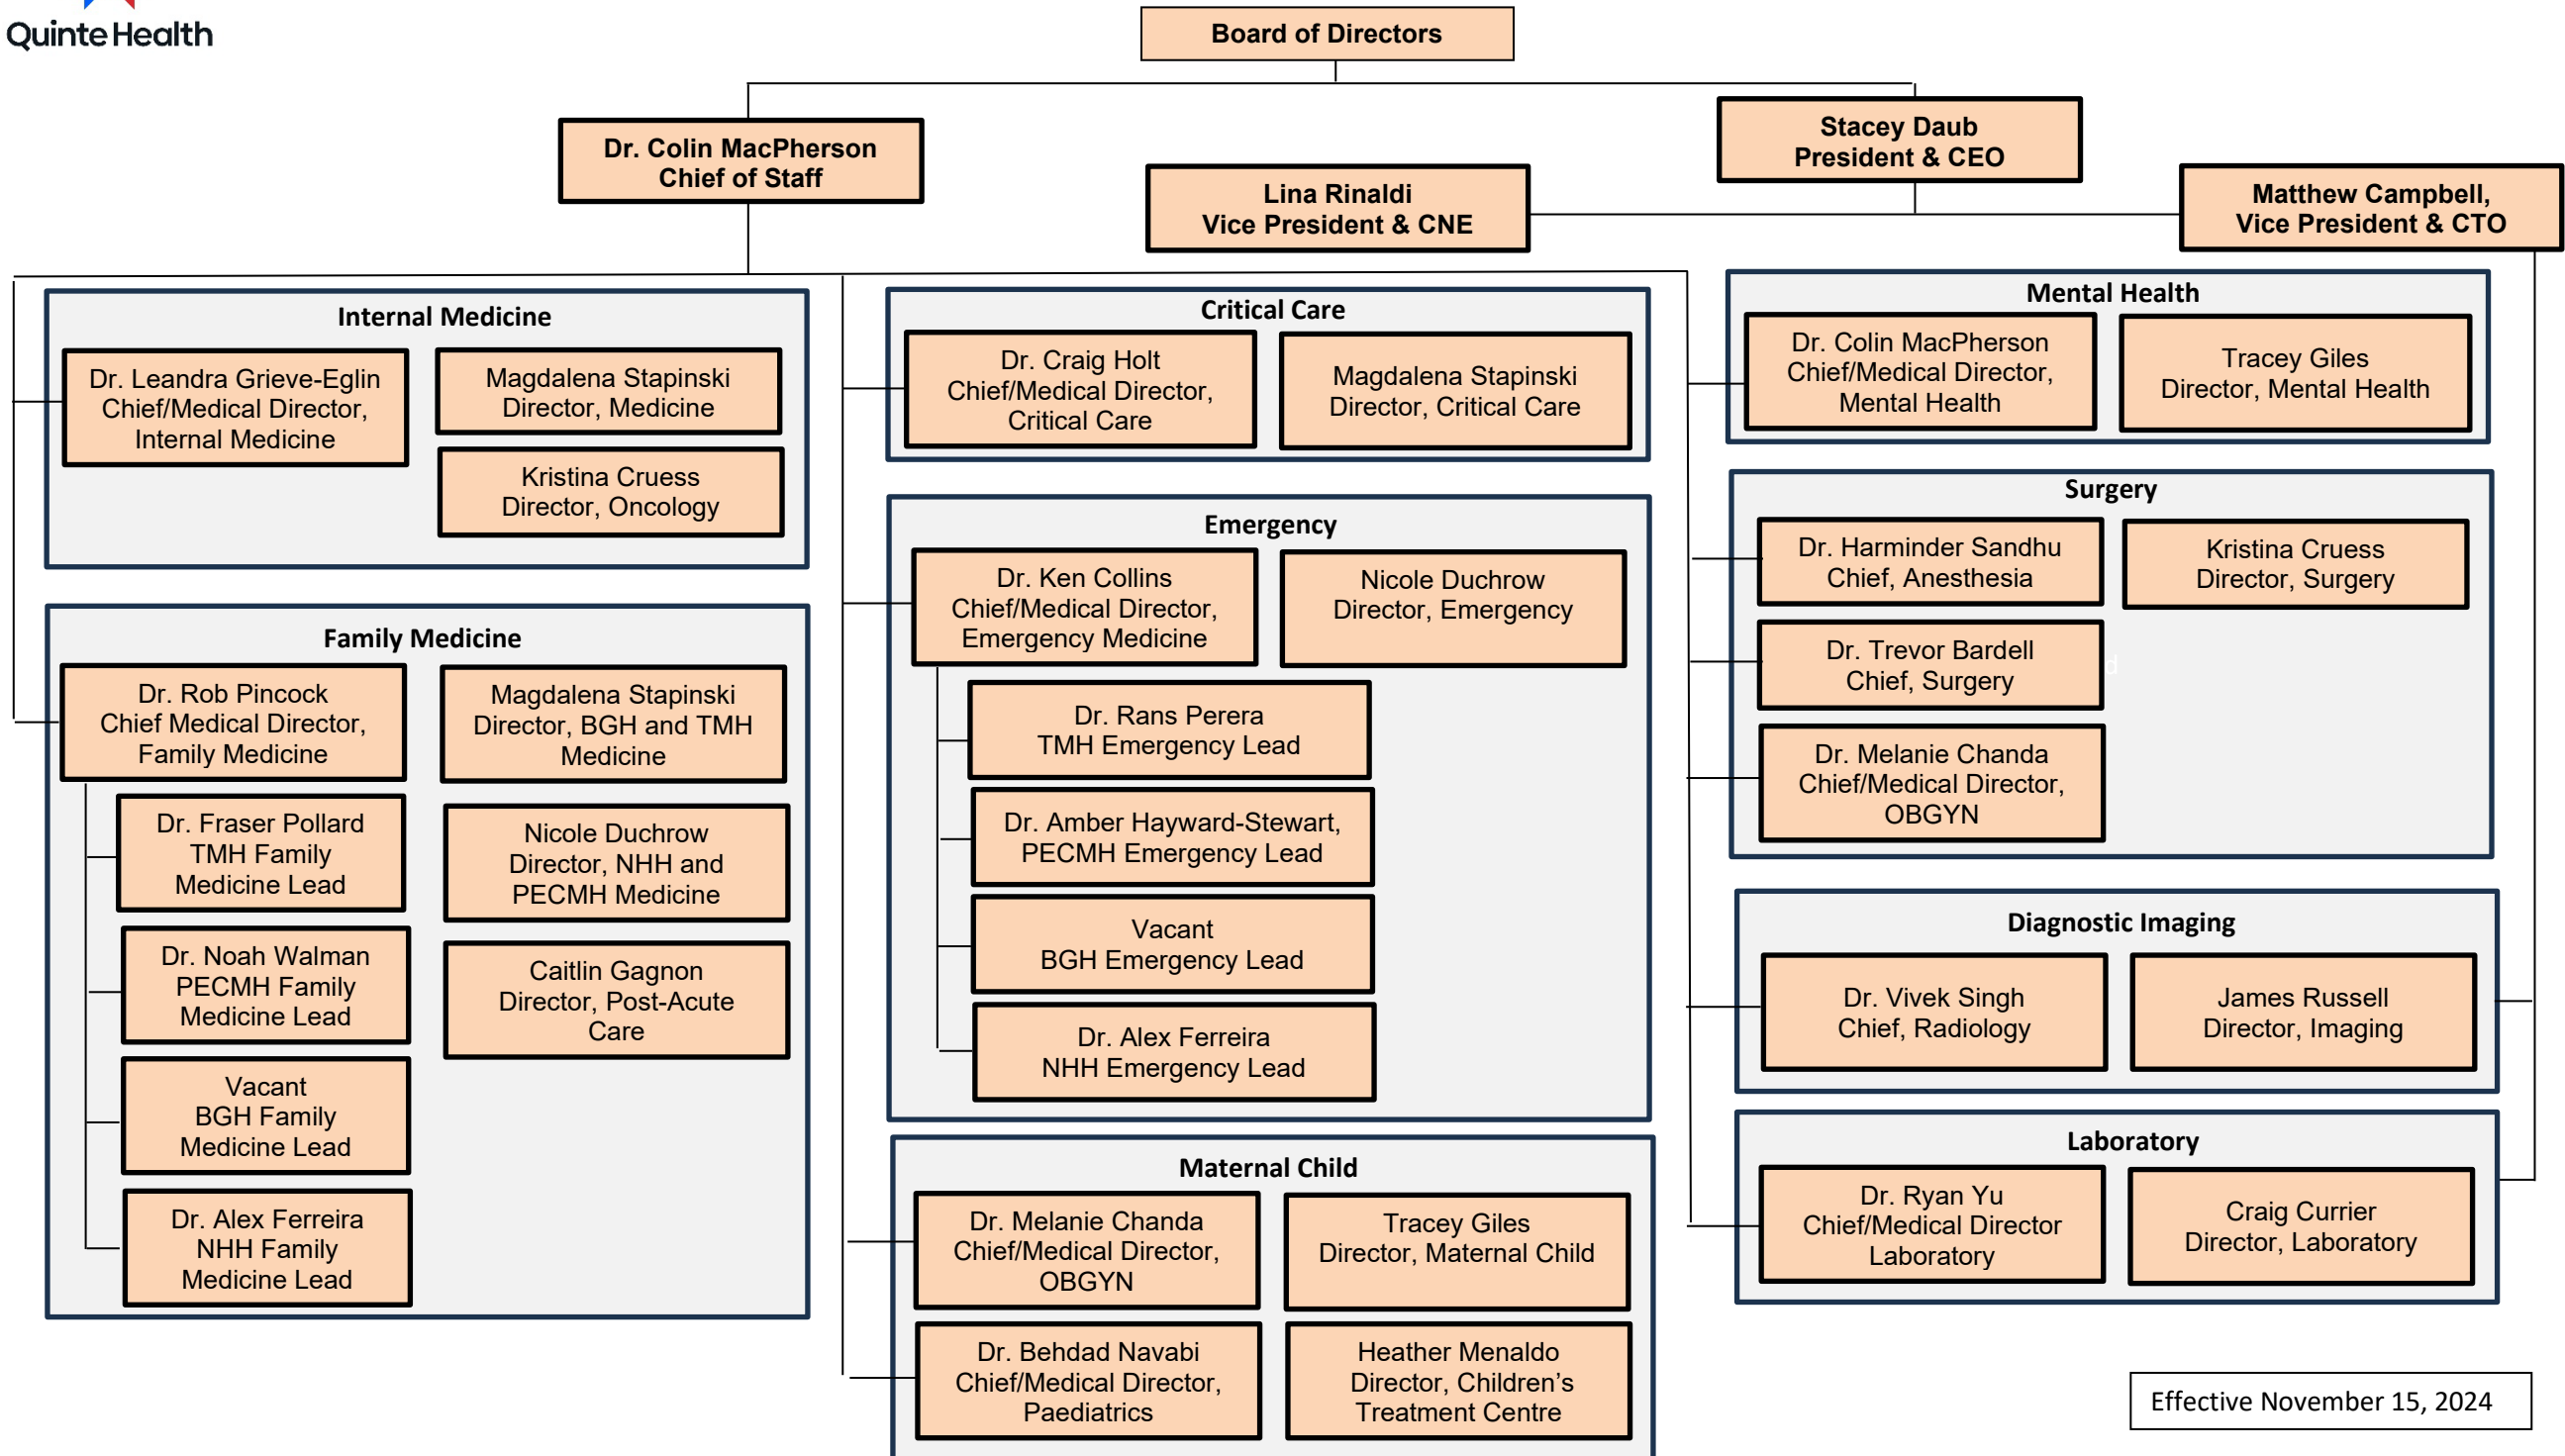 Quinte Health
Board of Directors
Dr. Colin MacPherson
Chief of Staff
Stacey Daub
President & CEO
Lina Rinaldi
Vice President & CNE
Matthew Campbell,
Vice President & CTO
Internal Medicine
Dr. Leandra Grieve-Eglin
Chief/Medical Director,
Internal Medicine
Magdalena Stapinski
Director, Medicine
Kristina Cruess
Director, Oncology
Family Medicine
Dr. Rob Pincock
Chief Medical Director,
Family Medicine
Magdalena Stapinski
Director, BGH and TMH
Medicine
Dr. Fraser Pollard
TMH Family
Medicine Lead
Nicole Duchrow
Director, NHH and
PECMH Medicine
Dr. Noah Walman
PECMH Family
Medicine Lead
Caitlin Gagnon
Director, Post-Acute
Care
Vacant
BGH Family
Medicine Lead
Dr. Alex Ferreira
NHH Family
Medicine Lead
Critical Care
Dr. Craig Holt
Chief/Medical Director,
Critical Care
Magdalena Stapinski
Director, Critical Care
Emergency
Dr. Ken Collins
Chief/Medical Director,
Emergency Medicine
Nicole Duchrow
Director, Emergency
Dr. Rans Perera
TMH Emergency Lead
Dr. Amber Hayward-Stewart,
PECMH Emergency Lead
Vacant
BGH Emergency Lead
Dr. Alex Ferreira
NHH Emergency Lead
Maternal Child
Dr. Melanie Chanda
Chief/Medical Director,
OBGYN
Tracey Giles
Director, Maternal Child
Dr. Behdad Navabi
Chief/Medical Director,
Paediatrics
Heather Menaldo
Director, Children’s
Treatment Centre
Mental Health
Dr. Colin MacPherson
Chief/Medical Director,
Mental Health
Tracey Giles
Director, Mental Health
Surgery
Dr. Harminder Sandhu
Chief, Anesthesia
Kristina Cruess
Director, Surgery
Dr. Trevor Bardell
Chief, Surgery
d
Dr. Melanie Chanda
Chief/Medical Director,
OBGYN
Diagnostic Imaging
Dr. Vivek Singh
Chief, Radiology
James Russell
Director, Imaging
Laboratory
Dr. Ryan Yu
Chief/Medical Director
Laboratory
Craig Currier
Director, Laboratory
Effective November 15, 2024